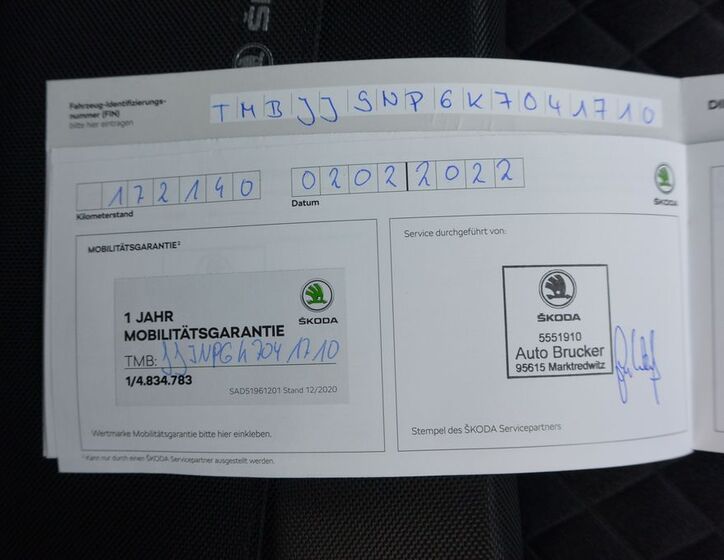 Fahrzeug-Identifizierungs-
nummer (FIN)
bitte hier eintragen
TMBJJ9NP6K7041710
172140
02022022
Kilometerstand
Datum
ŠKODA
MOBILITÄTSGARANTIE²
1 JAHR
MOBILITÄTSGARANTIE
ŠKODA
TMB: JJ9NP6K7041710
1/4.834.783
SAD51961201 Stand 12/2020
Wertmarke Mobilitätsgarantie bitte hier einkleben.
² Kann nur durch einen ŠKODA Servicepartner ausgestellt werden.
Service durchgeführt von:
ŠKODA
5551910
Auto Brucker
95615 Marktredwitz
Stempel des ŠKODA Servicepartners